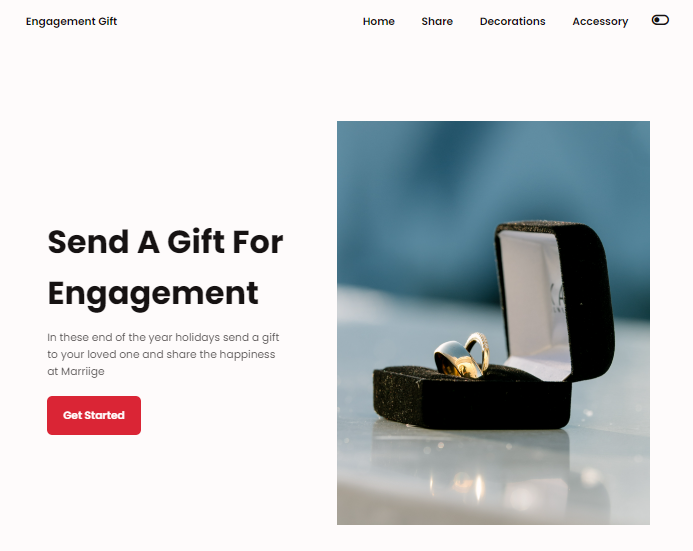 Engagement Gift
Home Share Decorations Accessory
Send A Gift For
Engagement
In these end of the year holidays send a gift
to your loved one and share the happiness
at Marriige
Get Started